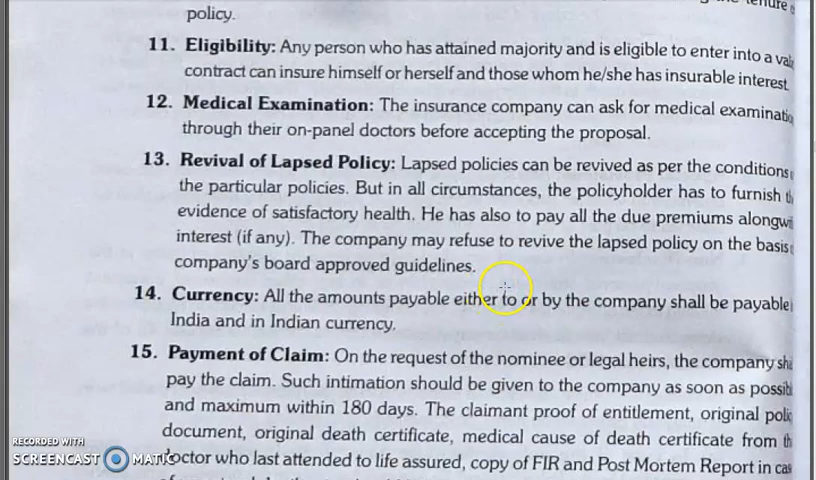 tenure
policy.
11. Eligibility: Any person who has attained majority and is eligible to enter into a
contract can insure himself or herself and those whom he/she has insurable interest.
12. Medical Examination: The insurance company can ask for medical
through their on-panel doctors before accepting the proposal.
13. Revival of Lapsed Policy: Lapsed policies can be revived as per the conditions
the particular policies. But in all circumstances, the policyholder has to furnish
evidence of satisfactory health. He has also to pay all the due premiums
interest (if any). The company may refuse to revive the lapsed policy on the basis
company's board approved guidelines.
14. Currency: All the amounts payable either to or by the company shall be payable
India and in Indian currency.
15. Payment of Claim: On the request of the nominee or legal heirs, the company
pay the claim. Such intimation should be given to the company as soon as
and maximum within 180 days. The claimant proof of entitlement, original
document, original death certificate, medical cause of death certificate from
doctor who last attended to life assured, copy of FIR and Post Mortem Report in
RECORDED WITH
SCREENCAST MATIC